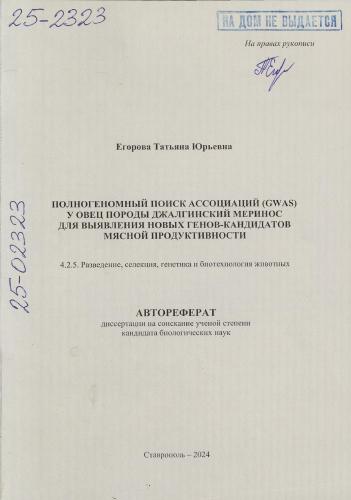 25-2323
НА ДОМ НЕ ВЫДАЕТСЯ
На правах рукописи
Егорова Татьяна Юрьевна
ПОЛНОГЕНОМНЫЙ ПОИСК АССОЦИАЦИЙ (GWAS)
У ОВЕЦ ПОРОДЫ ДЖАЛГИНСКИЙ МЕРИНОС
ДЛЯ ВЫЯВЛЕНИЯ НОВЫХ ГЕНОВ-КАНДИДАТОВ
МЯСНОЙ ПРОДУКТИВНОСТИ
4.2.5. Разведение, селекция, генетика и биотехнология животных
25-02323
АВТОРЕФЕРАТ
диссертации на соискание ученой степени
кандидата биологических наук
Ставрополь – 2024